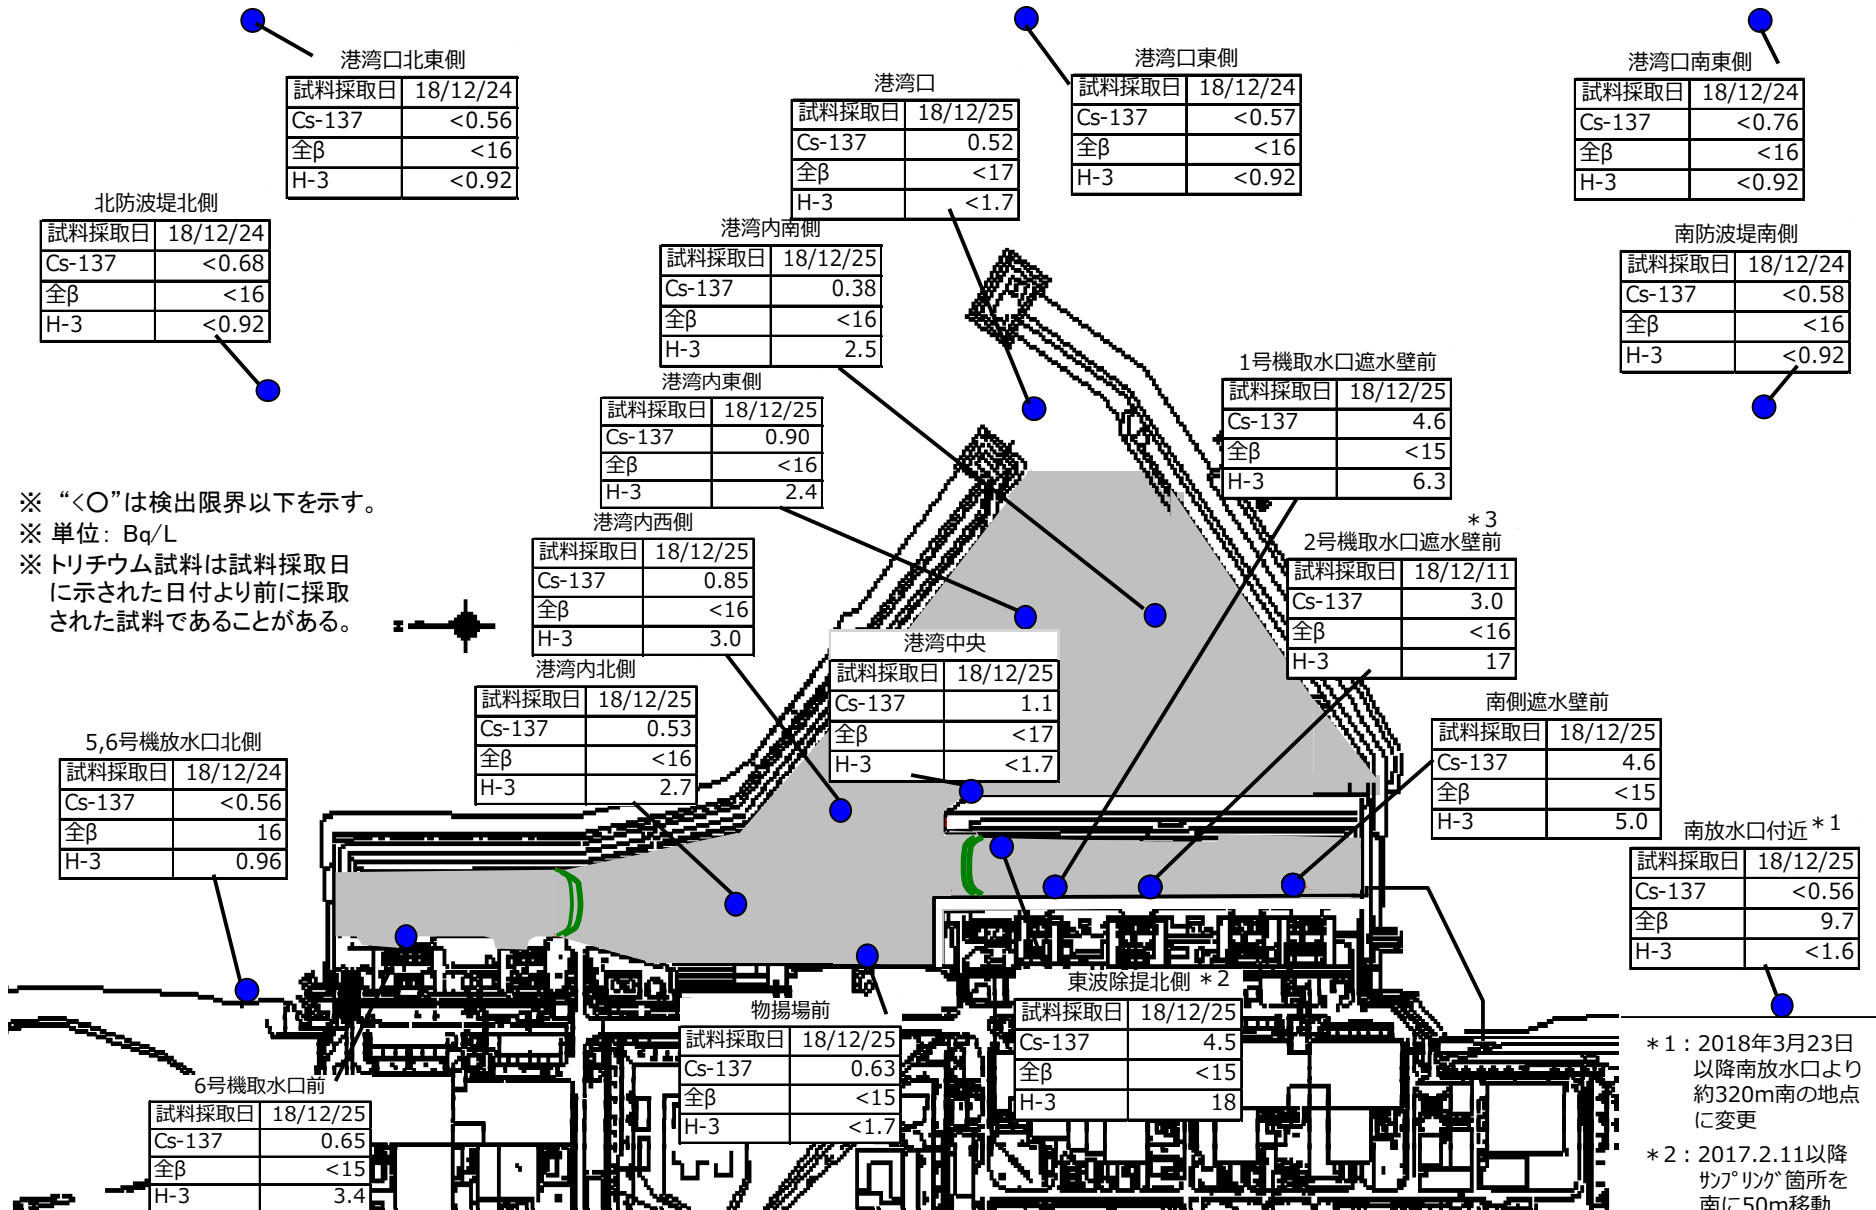 港湾口北東側
試料採取日 18/12/24
Cs-137 <0.56
全β <16
H-3 <0.92
港湾口東側
試料採取日 18/12/24
Cs-137 <0.57
全β <16
H-3 <0.92
港湾口南東側
試料採取日 18/12/24
Cs-137 <0.76
全β <16
H-3 <0.92
港湾口
試料採取日 18/12/25
Cs-137 0.52
全β <17
H-3 <1.7
北防波堤北側
試料採取日 18/12/24
Cs-137 <0.68
全β <16
H-3 <0.92
港湾内南側
試料採取日 18/12/25
Cs-137 0.38
全β <16
H-3 2.5
南防波堤南側
試料採取日 18/12/24
Cs-137 <0.58
全β <16
H-3 <0.92
港湾内東側
試料採取日 18/12/25
Cs-137 0.90
全β <16
H-3 2.4
1号機取水口遮水壁前
試料採取日 18/12/25
Cs-137 4.6
全β <15
H-3 6.3
※ “<○”は検出限界以下を示す。
※ 単位: Bq/L
※ トリチウム試料は試料採取日
に示された日付より前に採取
された試料であることがある。
N
港湾内西側
試料採取日 18/12/25
Cs-137 0.85
全β <16
H-3 3.0
*3
2号機取水口遮水壁前
試料採取日 18/12/11
Cs-137 3.0
全β <16
H-3 17
港湾中央
試料採取日 18/12/25
Cs-137 1.1
全β <17
H-3 <1.7
港湾内北側
試料採取日 18/12/25
Cs-137 0.53
全β <16
H-3 2.7
南側遮水壁前
試料採取日 18/12/25
Cs-137 4.6
全β <15
H-3 5.0
5,6号機放水口北側
試料採取日 18/12/24
Cs-137 <0.56
全β 16
H-3 0.96
南放水口付近 *1
試料採取日 18/12/25
Cs-137 <0.56
全β 9.7
H-3 <1.6
東波除堤北側 *2
試料採取日 18/12/25
Cs-137 4.5
全β <15
H-3 18
物揚場前
試料採取日 18/12/25
Cs-137 0.63
全β <15
H-3 <1.7
6号機取水口前
試料採取日 18/12/25
Cs-137 0.65
全β <15
H-3 3.4
*1:2018年3月23日
以降南放水口より
約320m南の地点
に変更
*2:2017.2.11以降
サンプリング箇所を
南に50m移動